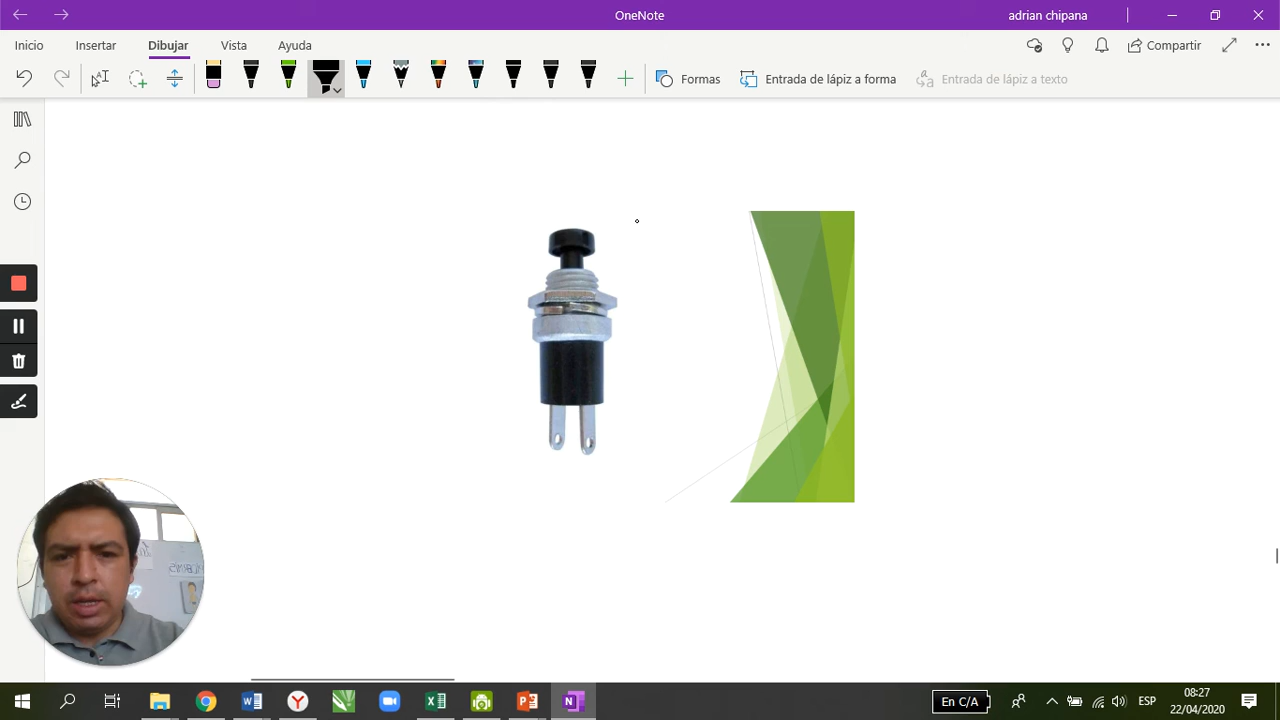 OneNote
adrian chipana
Inicio
Insertar
Dibujar
Vista
Ayuda
Compartir
Formas
Entrada de lápiz a forma
Entrada de lápiz a texto
En C/A
ESP
08:27
22/04/2020